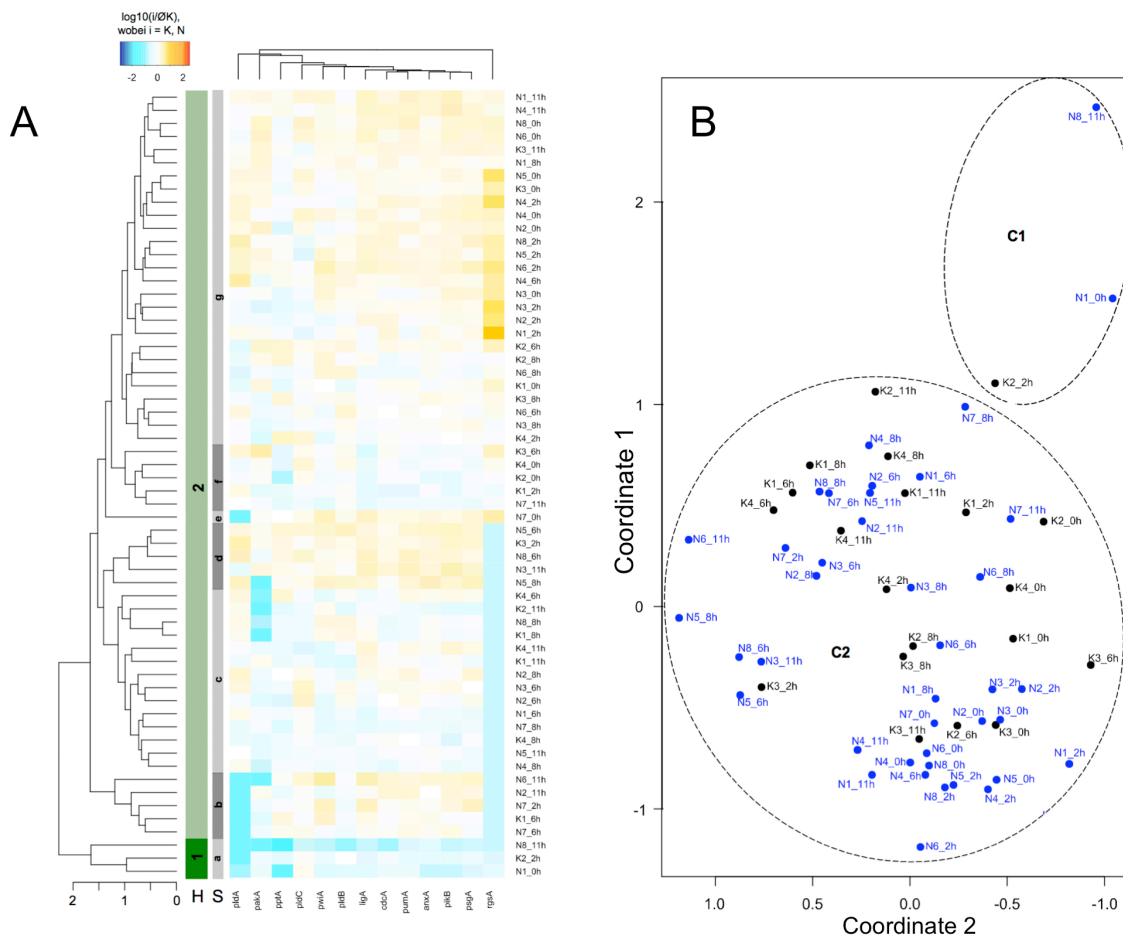 log10(i/ØK),
wobei i = K, N
-2 0 2
A
N1_11h
N4_11h
N8_0h
N6_0h
K3_11h
N1_8h
N5_0h
K3_0h
N4_2h
N4_0h
N2_0h
N8_2h
N5_2h
N6_2h
N4_6h
N3_0h
N3_2h
N2_2h
N1_2h
K2_6h
K2_8h
N6_8h
K1_0h
K3_8h
N6_6h
N3_8h
K4_2h
K3_6h
K4_0h
K2_0h
K1_2h
N7_11h
N7_0h
N5_6h
K3_2h
N8_6h
N3_11h
N5_8h
K4_6h
K2_11h
N8_8h
K1_8h
K4_11h
K1_11h
N2_8h
N3_6h
N2_6h
N1_6h
N7_8h
K4_8h
N5_11h
N4_8h
N6_11h
N2_11h
N7_2h
K1_6h
N7_6h
N8_11h
K2_2h
N1_0h
2
1
g
f
e
d
c
b
a
2 1 0
H S
pldA pakA pptA pldC pwiA pldB ligA cdcA pumA anxA pikB psgA rgsA
B
Coordinate 1
2
1
0
-1
N8_11h
C1
N1_0h
K2_2h
K2_11h
N7_8h
N4_8h
K4_8h
K1_8h
N1_6h
K1_6h
N8_8h
N2_6h
K4_6h
N7_6h
N5_11h
K1_11h
K1_2h
N7_11h
K2_0h
N2_11h
K4_11h
N6_11h
N7_2h
N3_6h
N2_8h
N6_8h
K4_2h
N3_8h
K4_0h
N5_8h
K2_8h
N6_6h
K1_0h
N8_6h
N3_11h
C2
K3_8h
K3_6h
N5_6h
K3_2h
N3_2h
N2_2h
N1_8h
N7_0h
N2_0h
N3_0h
K3_11h
K2_6h
K3_0h
N4_11h
N6_0h
N4_0h
N8_0h
N1_2h
N1_11h
N4_6h
N5_2h
N5_0h
N8_2h
N4_2h
N6_2h
1.0 0.5 0.0 -0.5 -1.0
Coordinate 2